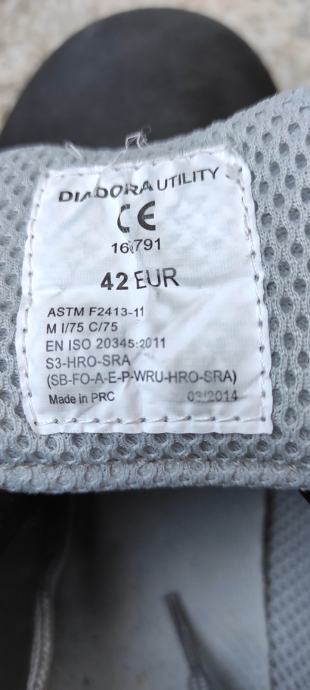 DIADORA UTILITY
CE
42 EUR
ASTM F2413-11
M I/75 C/75
EN ISO 20345:2011
S3-HRO-SRA
(SB-FO-A-E-P-WRU-HRO-SRA)
Made in PRC 03/2014